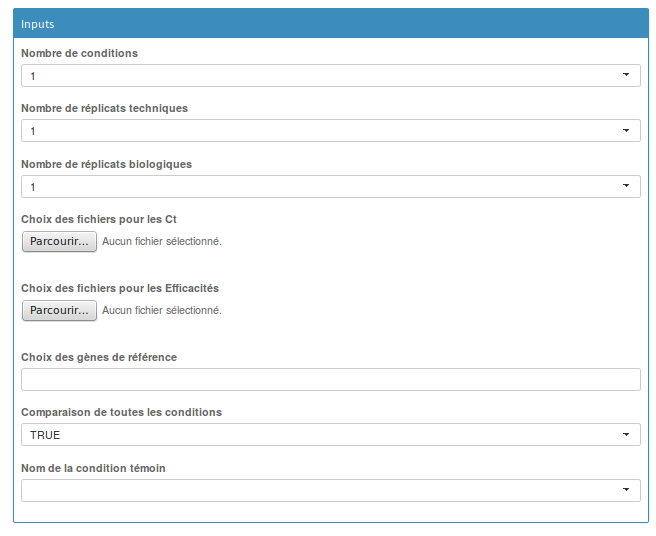 Inputs
Nombre de conditions
1
Nombre de réplicats techniques
1
Nombre de réplicats biologiques
1
Choix des fichiers pour les Ct
Parcourir... Aucun fichier sélectionné.
Choix des fichiers pour les Efficacités
Parcourir... Aucun fichier sélectionné.
Choix des gènes de référence
Comparaison de toutes les conditions
TRUE
Nom de la condition témoin